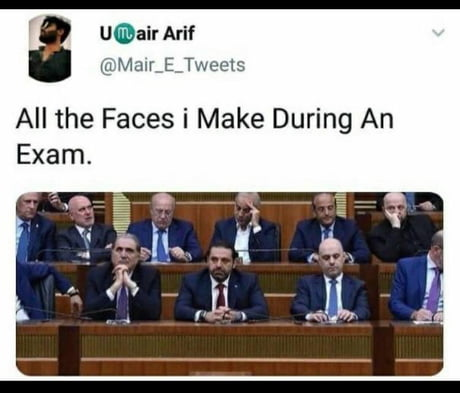 U♏air Arif
@Mair_E_Tweets
All the Faces i Make During An
Exam.